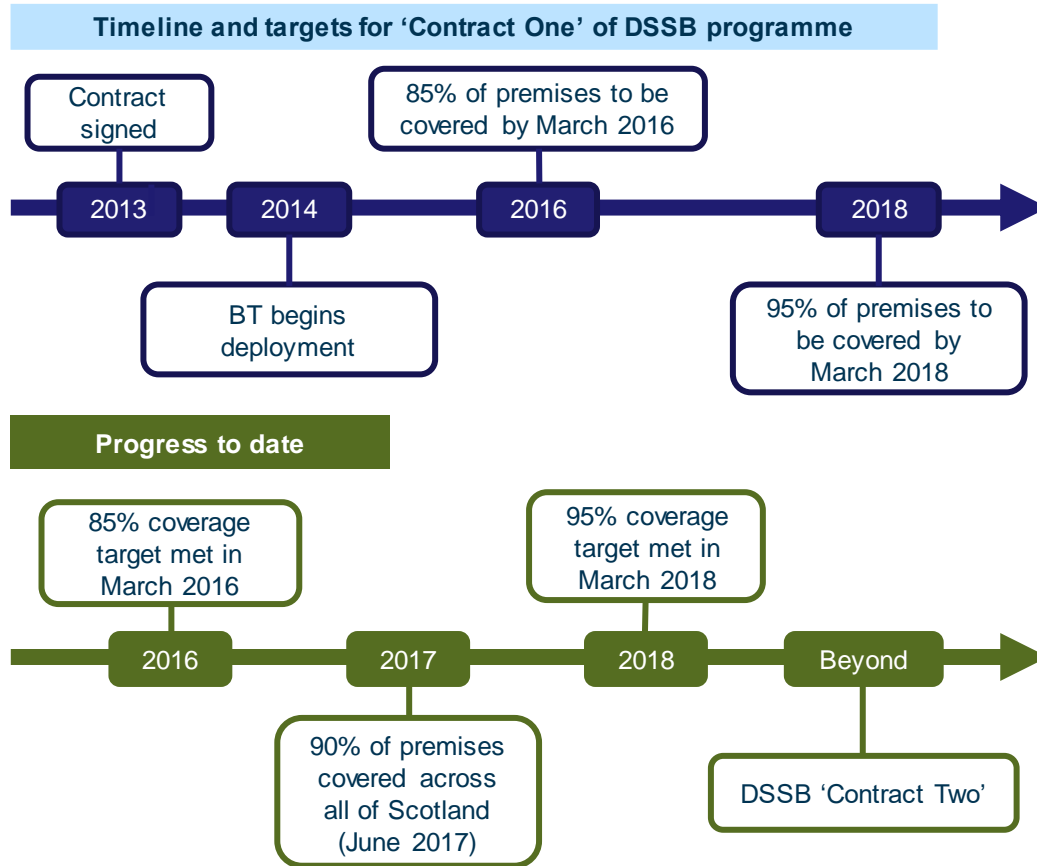 Timeline and targets for ‘Contract One’ of DSSB programme
Contract
signed
85% of premises to be
covered by March 2016
2013
2014
2016
2018
BT begins
deployment
95% of premises to
be covered by
March 2018
Progress to date
85% coverage
target met in
March 2016
95% coverage
target met in
March 2018
2016
2017
2018
Beyond
90% of premises
covered across
all of Scotland
(June 2017)
DSSB ‘Contract Two’